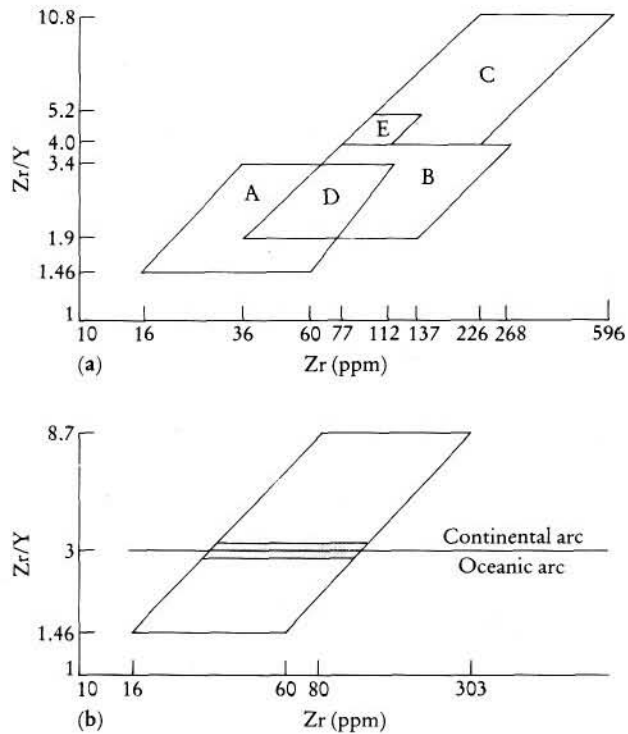 10.8
C
5.2
E
4.0
3.4
Zr/Y
A
D
B
1.9
1.46
1
10 16 36 60 77 112 137 226 268 596
(a) Zr (ppm)
8.7
Zr/Y
Continental arc
3
Oceanic arc
1.46
1
10 16 60 80 303
(b) Zr (ppm)